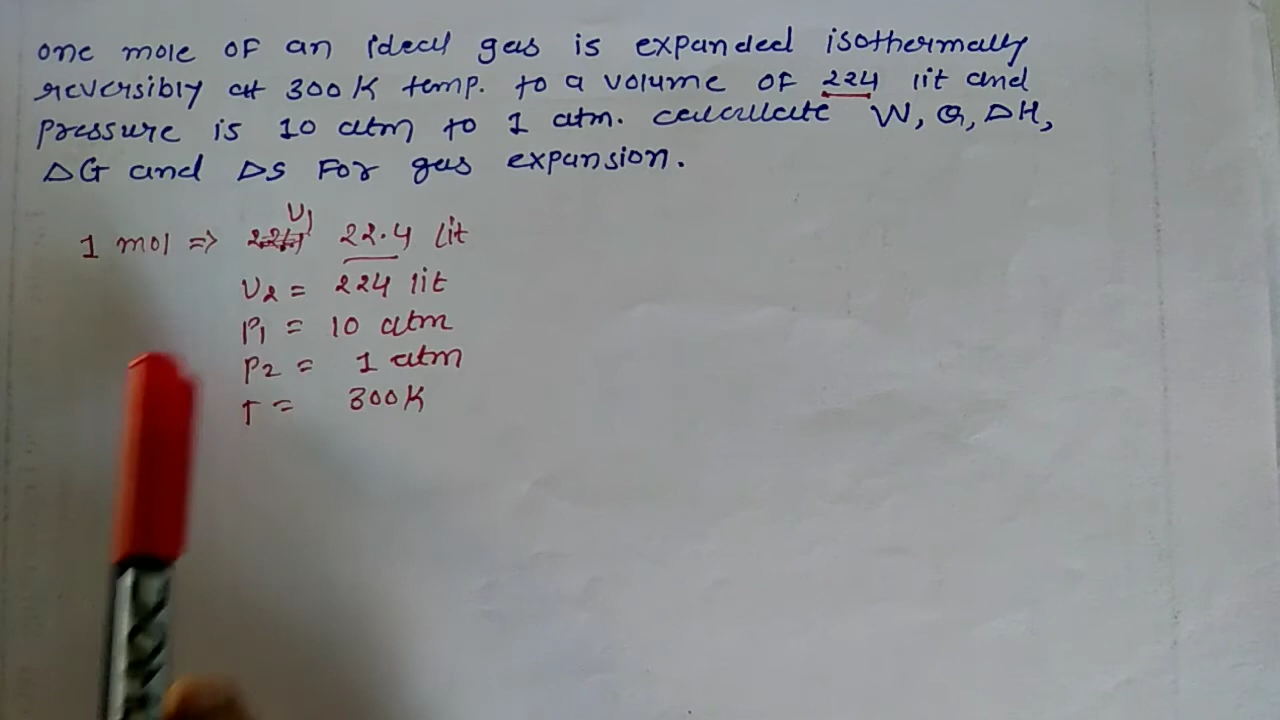 one mole of an ideal gas is expanded isothermally
reversibly at 300K temp. to a volume of 224 lit and
pressure is 10 atm to 1 atm. calculate W, Q, ΔH,
ΔG and ΔS For gas expansion.
V1
1 mol => 22.4 lit
V2 = 224 lit
P1 = 10 atm
P2 = 1 atm
T = 300K